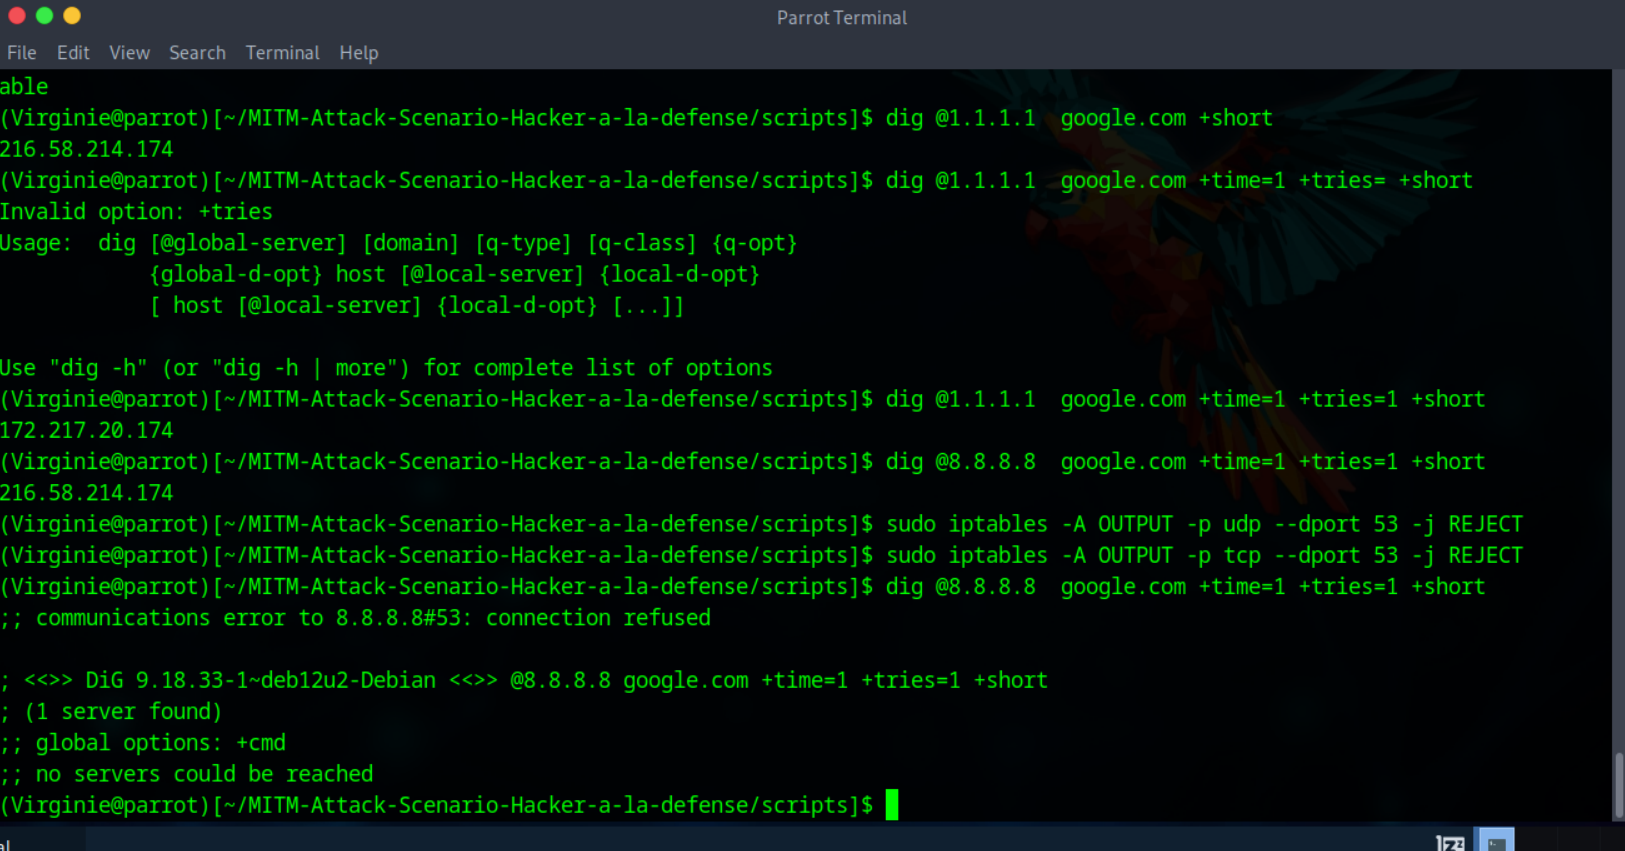 Parrot Terminal
File Edit View Search Terminal Help
able
(Virginie@parrot)[~/MITM-Attack-Scenario-Hacker-a-la-defense/scripts]$ dig @1.1.1.1  google.com +short
216.58.214.174
(Virginie@parrot)[~/MITM-Attack-Scenario-Hacker-a-la-defense/scripts]$ dig @1.1.1.1  google.com +time=1 +tries= +short
Invalid option: +tries
Usage:  dig [@global-server] [domain] [q-type] [q-class] {q-opt}
            {global-d-opt} host [@local-server] {local-d-opt}
            [ host [@local-server] {local-d-opt} [...]]
Use "dig -h" (or "dig -h | more") for complete list of options
(Virginie@parrot)[~/MITM-Attack-Scenario-Hacker-a-la-defense/scripts]$ dig @1.1.1.1  google.com +time=1 +tries=1 +short
172.217.20.174
(Virginie@parrot)[~/MITM-Attack-Scenario-Hacker-a-la-defense/scripts]$ dig @8.8.8.8  google.com +time=1 +tries=1 +short
216.58.214.174
(Virginie@parrot)[~/MITM-Attack-Scenario-Hacker-a-la-defense/scripts]$ sudo iptables -A OUTPUT -p udp --dport 53 -j REJECT
(Virginie@parrot)[~/MITM-Attack-Scenario-Hacker-a-la-defense/scripts]$ sudo iptables -A OUTPUT -p tcp --dport 53 -j REJECT
(Virginie@parrot)[~/MITM-Attack-Scenario-Hacker-a-la-defense/scripts]$ dig @8.8.8.8  google.com +time=1 +tries=1 +short
;; communications error to 8.8.8.8#53: connection refused
; <<>> DiG 9.18.33-1~deb12u2-Debian <<>> @8.8.8.8 google.com +time=1 +tries=1 +short
; (1 server found)
;; global options: +cmd
;; no servers could be reached
(Virginie@parrot)[~/MITM-Attack-Scenario-Hacker-a-la-defense/scripts]$